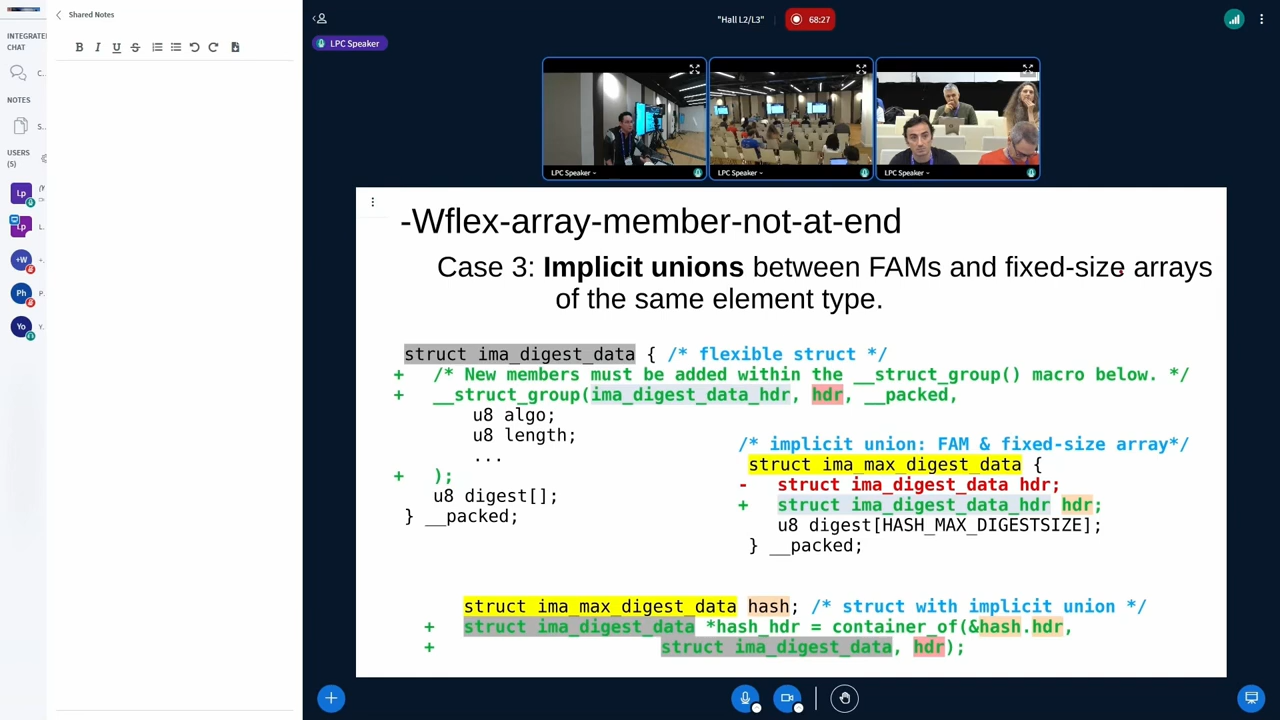 Shared Notes
INTEGRATE
CHAT
C..
NOTES
S..
USERS
(5)
Lp
Lp
L..
+W
Ph
P..
Yo
Y..
B I U S
"Hall L2/L3"
68:27
LPC Speaker
LPC Speaker
LPC Speaker
LPC Speaker
-Wflex-array-member-not-at-end
Case 3: Implicit unions between FAMs and fixed-size arrays
of the same element type.
struct ima_digest_data { /* flexible struct */
+ /* New members must be added within the __struct_group() macro below. */
+ __struct_group(ima_digest_data_hdr, hdr, __packed,
u8 algo;
u8 length;
...
+ );
u8 digest[];
} __packed;
/* implicit union: FAM & fixed-size array*/
struct ima_max_digest_data {
- struct ima_digest_data hdr;
+ struct ima_digest_data_hdr hdr;
u8 digest[HASH_MAX_DIGESTSIZE];
} __packed;
struct ima_max_digest_data hash; /* struct with implicit union */
+ struct ima_digest_data *hash_hdr = container_of(&hash.hdr,
+ struct ima_digest_data, hdr);